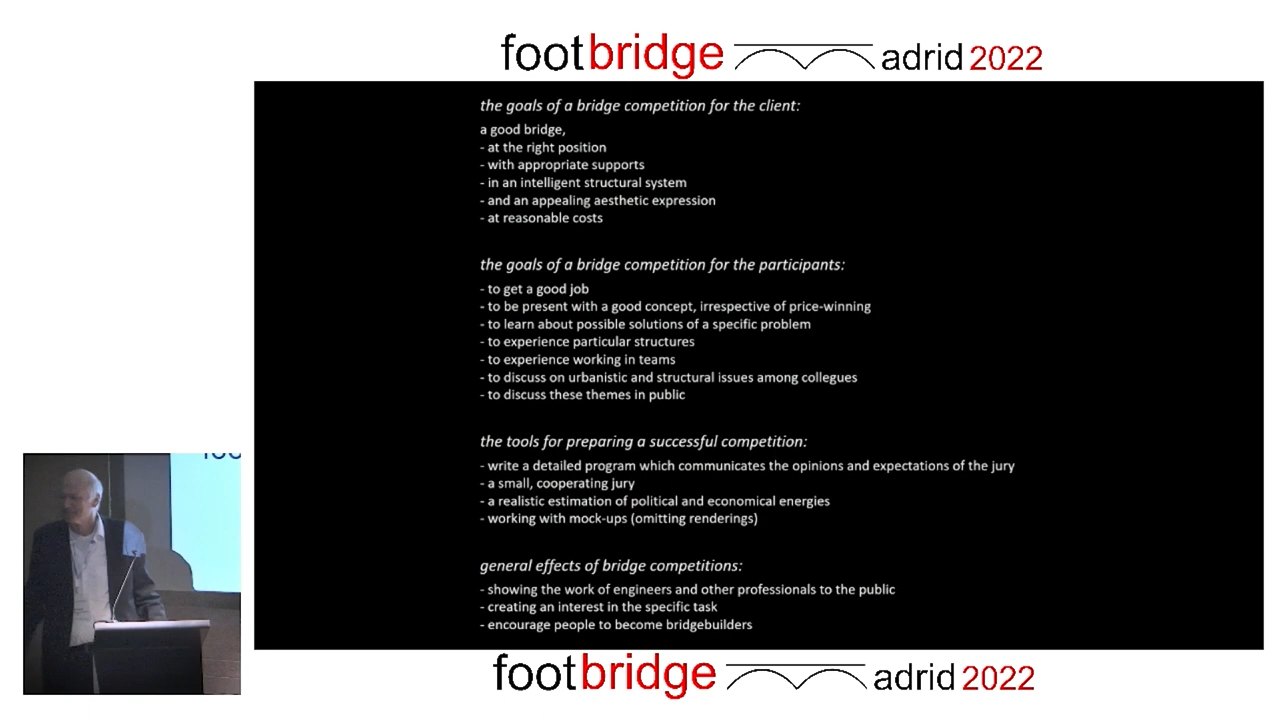 footbridge adrid 2022
the goals of a bridge competition for the client:
a good bridge,
- at the right position
- with appropriate supports
- in an intelligent structural system
- and an appealing aesthetic expression
- at reasonable costs
the goals of a bridge competition for the participants:
- to get a good job
- to be present with a good concept, irrespective of price-winning
- to learn about possible solutions of a specific problem
- to experience particular structures
- to experience working in teams
- to discuss on urbanistic and structural issues among collegues
- to discuss these themes in public
the tools for preparing a successful competition:
- write a detailed program which communicates the opinions and expectations of the jury
- a small, cooperating jury
- a realistic estimation of political and economical energies
- working with mock-ups (omitting renderings)
general effects of bridge competitions:
- showing the work of engineers and other professionals to the public
- creating an interest in the specific task
- encourage people to become bridgebuilders
footbridge adrid 2022